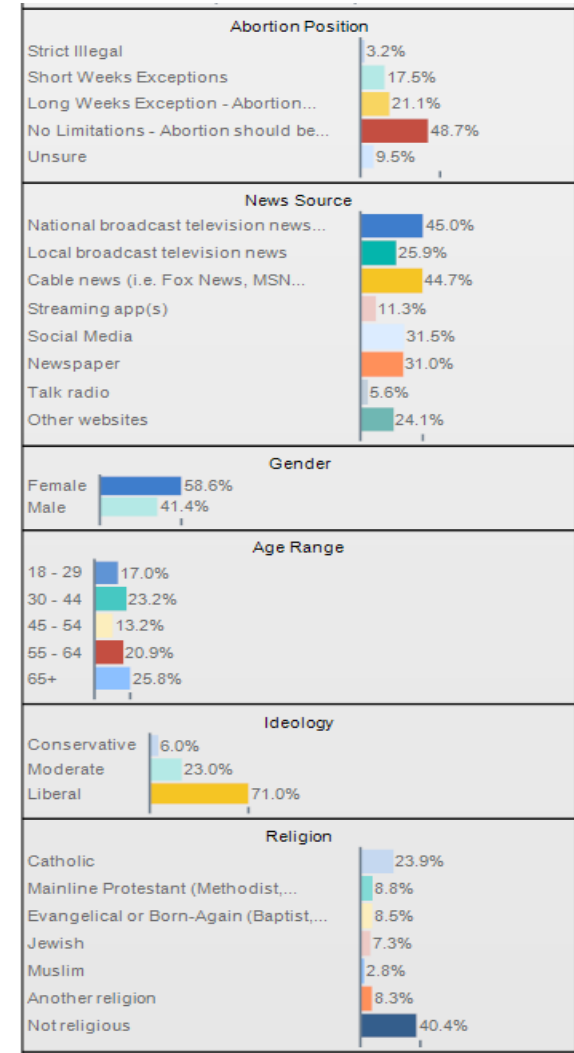 Abortion Position
Strict Illegal 3.2%
Short Weeks Exceptions 17.5%
Long Weeks Exception - Abortion... 21.1%
No Limitations - Abortion should be... 48.7%
Unsure 9.5%
News Source
National broadcast television news... 45.0%
Local broadcast television news 25.9%
Cable news (i.e. Fox News, MSN... 44.7%
Streaming app(s) 11.3%
Social Media 31.5%
Newspaper 31.0%
Talk radio 5.6%
Other websites 24.1%
Gender
Female 58.6%
Male 41.4%
Age Range
18 - 29 17.0%
30 - 44 23.2%
45 - 54 13.2%
55 - 64 20.9%
65+ 25.8%
Ideology
Conservative 6.0%
Moderate 23.0%
Liberal 71.0%
Religion
Catholic 23.9%
Mainline Protestant (Methodist,... 8.8%
Evangelical or Born-Again (Baptist,... 8.5%
Jewish 7.3%
Muslim 2.8%
Another religion 8.3%
Not religious 40.4%